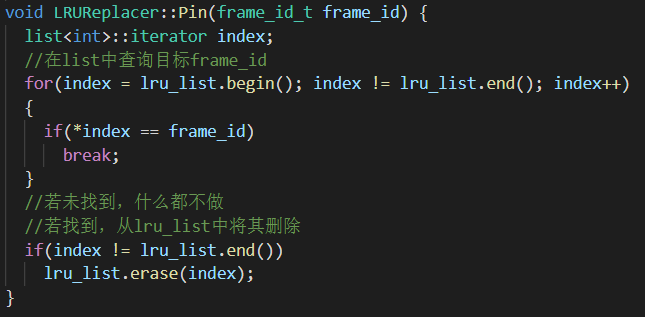 void LRUReplacer::Pin(frame_id_t frame_id) {
  list<int>::iterator index;
  //在list中查询目标frame_id
  for(index = lru_list.begin(); index != lru_list.end(); index++)
  {
    if(*index == frame_id)
      break;
  }
  //若未找到，什么都不做
  //若找到，从lru_list中将其删除
  if(index != lru_list.end())
    lru_list.erase(index);
}